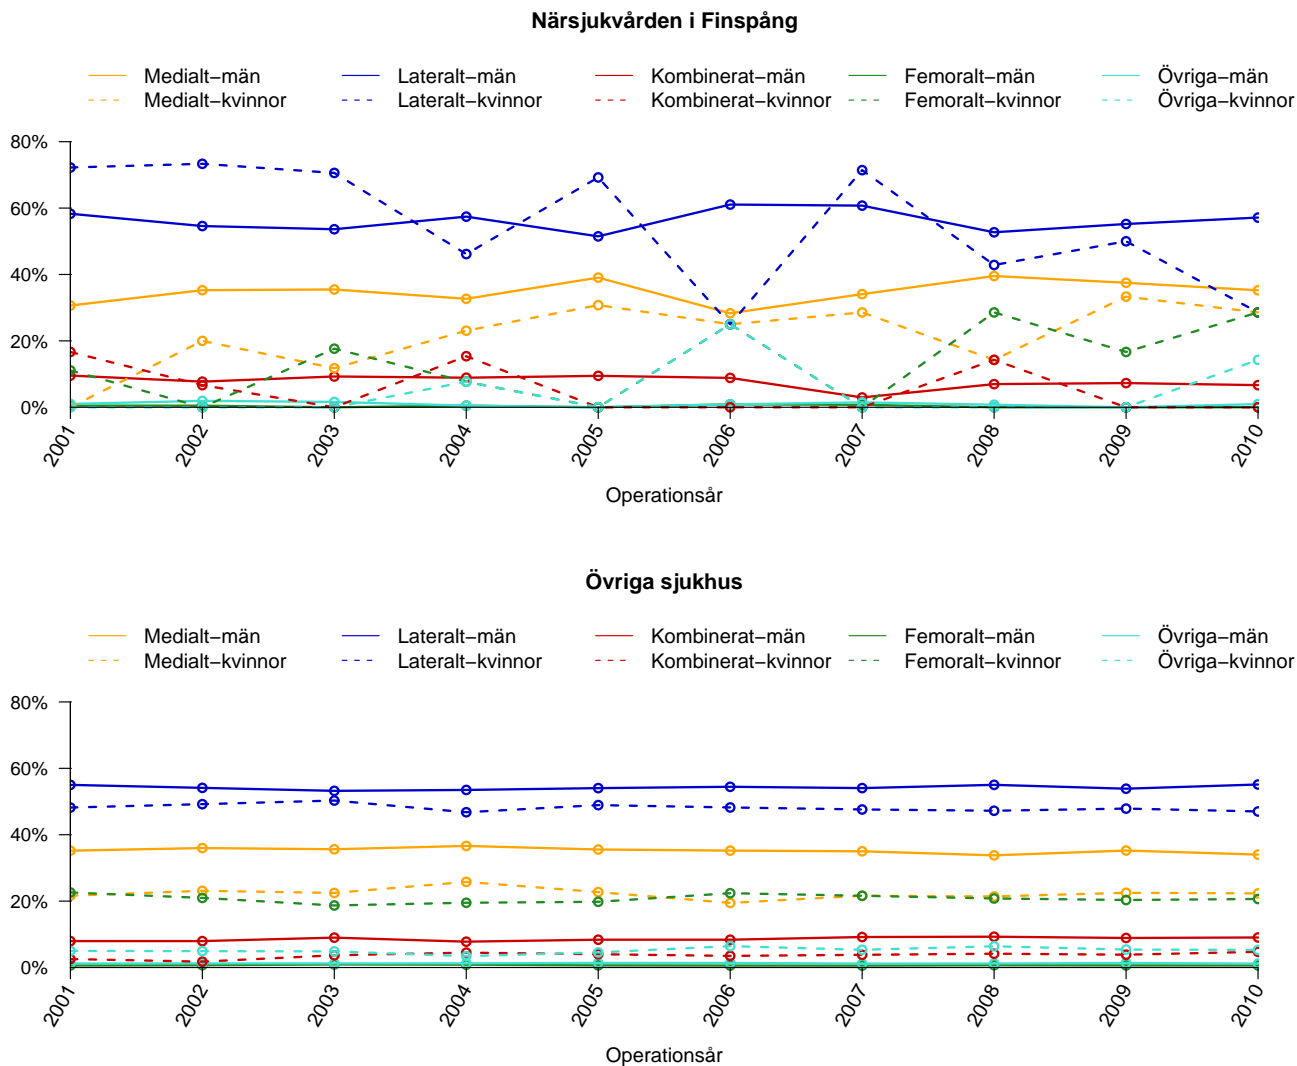 Närsjukvården i Finspång
Medialt−män Lateralt−män Kombinerat−män Femoralt−män Övriga−män
Medialt−kvinnor Lateralt−kvinnor Kombinerat−kvinnor Femoralt−kvinnor Övriga−kvinnor
80%
60%
40%
20%
0%
2001 2002 2003 2004 2005 2006 2007 2008 2009 2010
Operationsår
Övriga sjukhus
Medialt−män Lateralt−män Kombinerat−män Femoralt−män Övriga−män
Medialt−kvinnor Lateralt−kvinnor Kombinerat−kvinnor Femoralt−kvinnor Övriga−kvinnor
80%
60%
40%
20%
0%
2001 2002 2003 2004 2005 2006 2007 2008 2009 2010
Operationsår